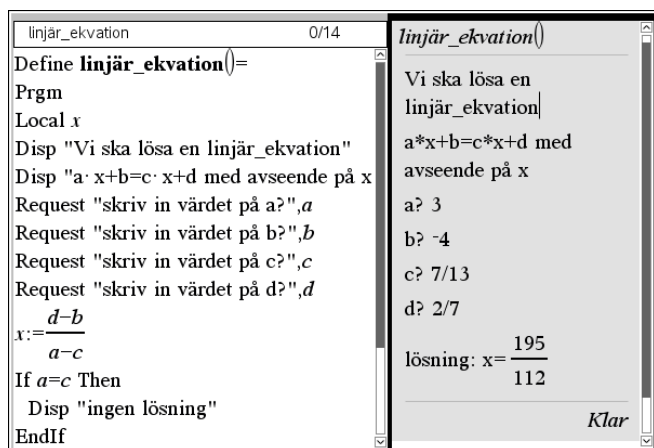 linjär_ekvation 0/14
Define linjär_ekvation()=
Prgm
Local x
Disp "Vi ska lösa en linjär_ekvation"
Disp "a· x+b=c· x+d med avseende på x
Request "skriv in värdet på a?",a
Request "skriv in värdet på b?",b
Request "skriv in värdet på c?",c
Request "skriv in värdet på d?",d
x:=d−b
a−c
If a=c Then
Disp "ingen lösning"
EndIf
linjär_ekvation()
Vi ska lösa en
linjär_ekvation
a*x+b=c*x+d med
avseende på x
a? 3
b? ⁻4
c? 7/13
d? 2/7
lösning: x=195
112
Klar